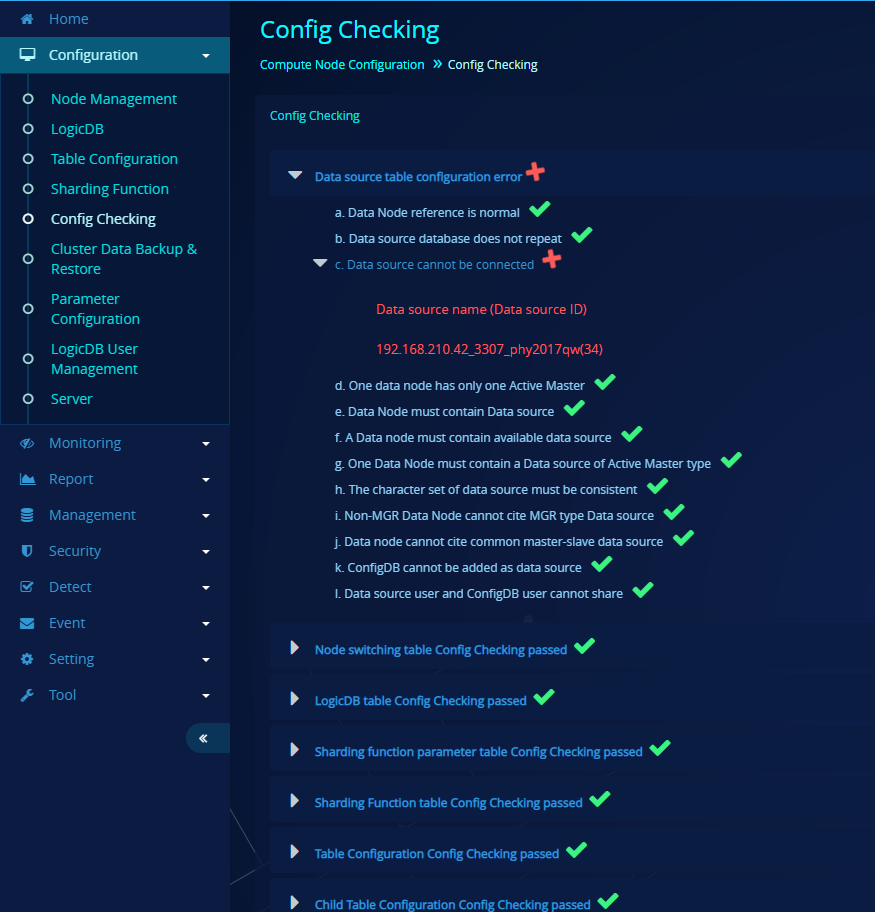 Home
Configuration
Node Management
LogicDB
Table Configuration
Sharding Function
Config Checking
Cluster Data Backup &
Restore
Parameter
Configuration
LogicDB User
Management
Server
Monitoring
Report
Management
Security
Detect
Event
Setting
Tool
Config Checking
Compute Node Configuration » Config Checking
Config Checking
Data source table configuration error
a. Data Node reference is normal
b. Data source database does not repeat
c. Data source cannot be connected
Data source name (Data source ID)
192.168.210.42_3307_phy2017qw(34)
d. One data node has only one Active Master
e. Data Node must contain Data source
f. A Data node must contain available data source
g. One Data Node must contain a Data source of Active Master type
h. The character set of data source must be consistent
i. Non-MGR Data Node cannot cite MGR type Data source
j. Data node cannot cite common master-slave data source
k. ConfigDB cannot be added as data source
l. Data source user and ConfigDB user cannot share
Node switching table Config Checking passed
LogicDB table Config Checking passed
Sharding function parameter table Config Checking passed
Sharding Function table Config Checking passed
Table Configuration Config Checking passed
Child Table Configuration Config Checking passed